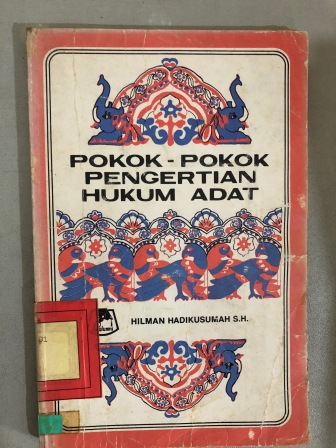 POKOK - POKOK
PENGERTIAN
HUKUM ADAT
HILMAN HADIKUSUMAH S.H.